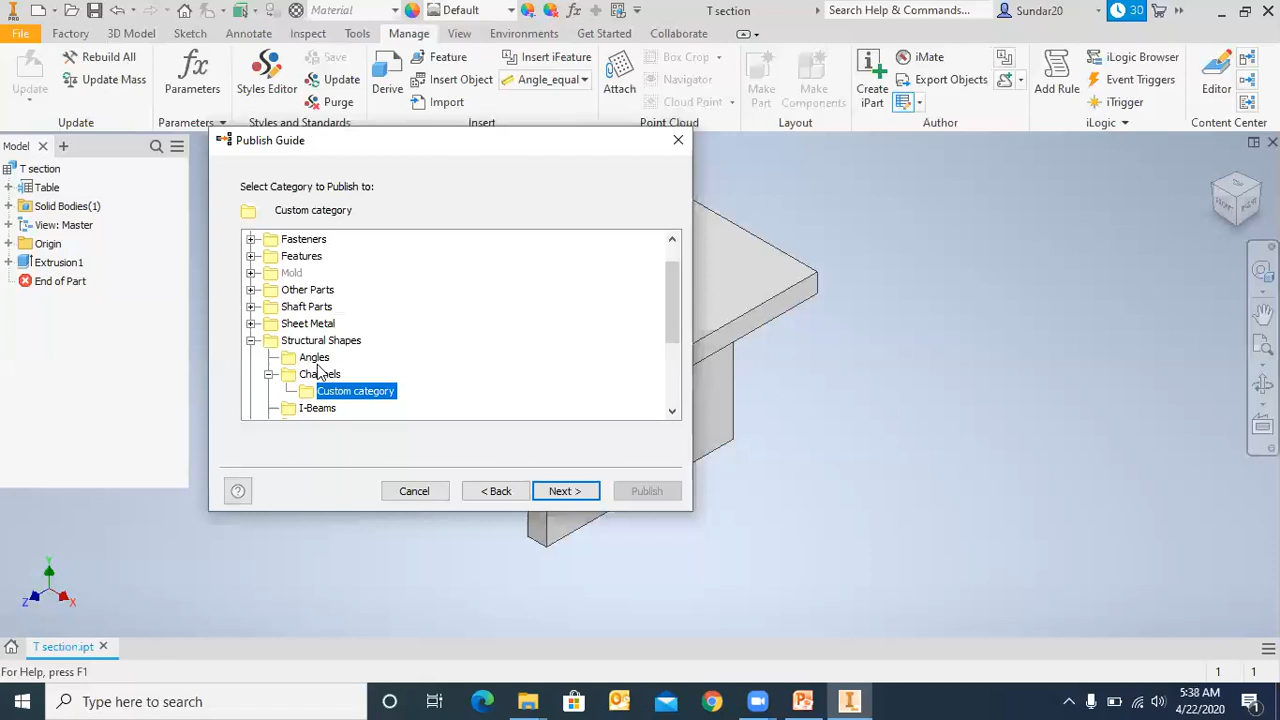 PRO
Material
Default
T section
Search Help & Commands...
Sundar20
30
File
Factory
3D Model
Sketch
Annotate
Inspect
Tools
Manage
View
Environments
Get Started
Collaborate
Update
Rebuild All
Update Mass
Update
fx
Parameters
Parameters
Styles Editor
Save
Update
Purge
Styles and Standards
Derive
Feature
Insert Object
Import
Insert iFeature
Angle_equal
Insert
Attach
Box Crop
Navigator
Cloud Point
Point Cloud
Make
Part
Make
Components
Layout
Create
iPart
iMate
Export Objects
Author
Add Rule
iLogic Browser
Event Triggers
iTrigger
iLogic
Editor
Content Center
Model
T section
Table
Solid Bodies(1)
View: Master
Origin
Extrusion1
End of Part
Publish Guide
Select Category to Publish to:
Custom category
Fasteners
Features
Mold
Other Parts
Shaft Parts
Sheet Metal
Structural Shapes
Angles
Channels
Custom category
I-Beams
Cancel
< Back
Next >
Publish
Y
Z
X
T section.ipt
For Help, press F1
1
1
Type here to search
5:38 AM
4/22/2020